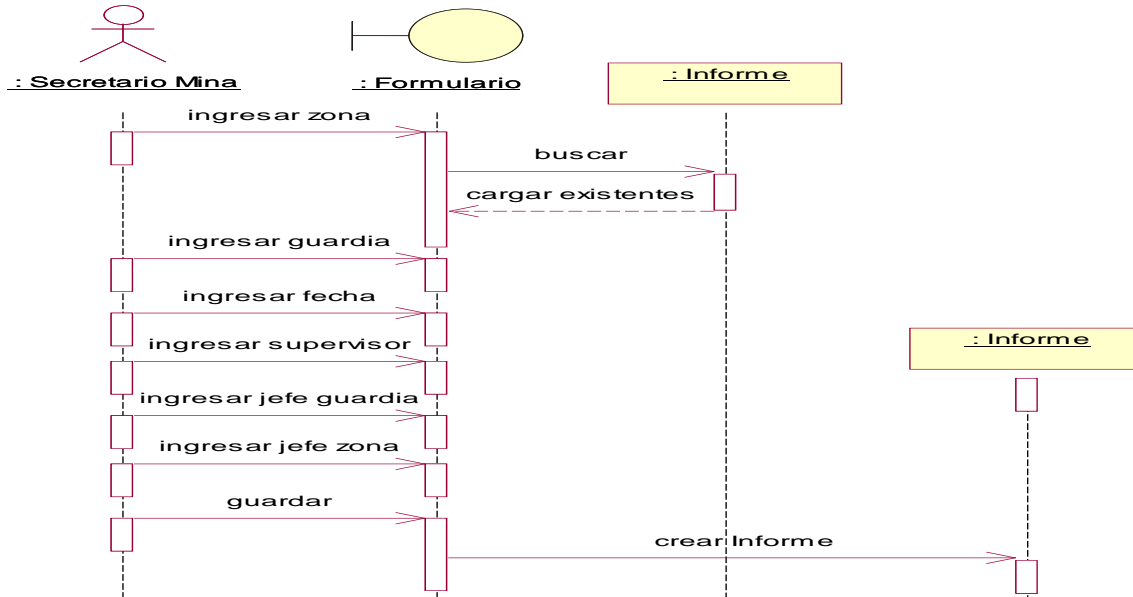 : Secretario Mina
: Formulario
: Informe
ingresar zona
buscar
cargar existentes
ingresar guardia
ingresar fecha
ingresar supervisor
: Informe
ingresar jefe guardia
ingresar jefe zona
guardar
crear Informe